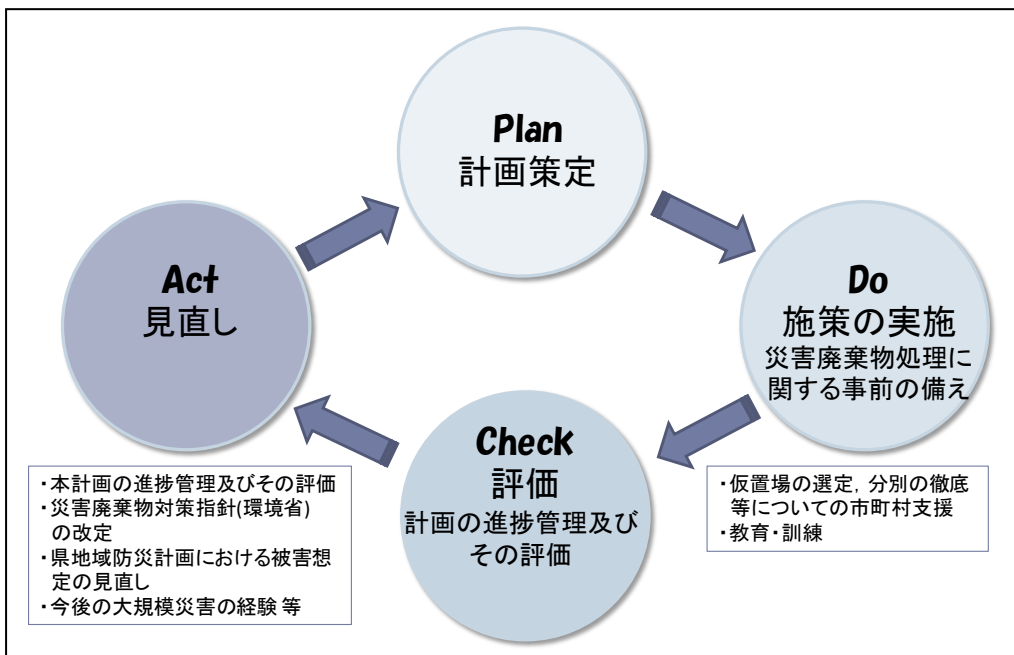 Plan
計画策定
Do
施策の実施
災害廃棄物処理に
関する事前の備え
・仮置場の選定，分別の徹底
等についての市町村支援
・教育・訓練
Check
評価
計画の進捗管理及び
その評価
Act
見直し
・本計画の進捗管理及びその評価
・災害廃棄物対策指針(環境省)
の改定
・県地域防災計画における被害想
定の見直し
・今後の大規模災害の経験 等